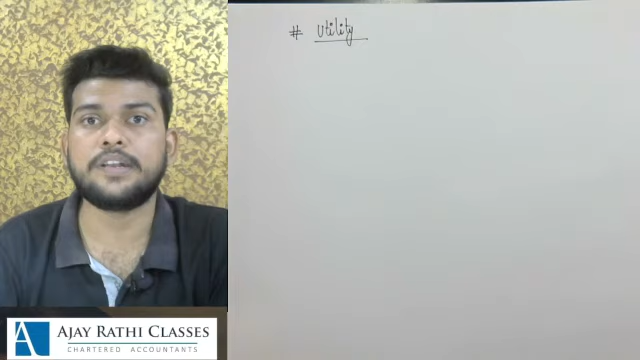 # Utility
A
AJAY RATHI CLASSES
CHARTERED ACCOUNTANTS